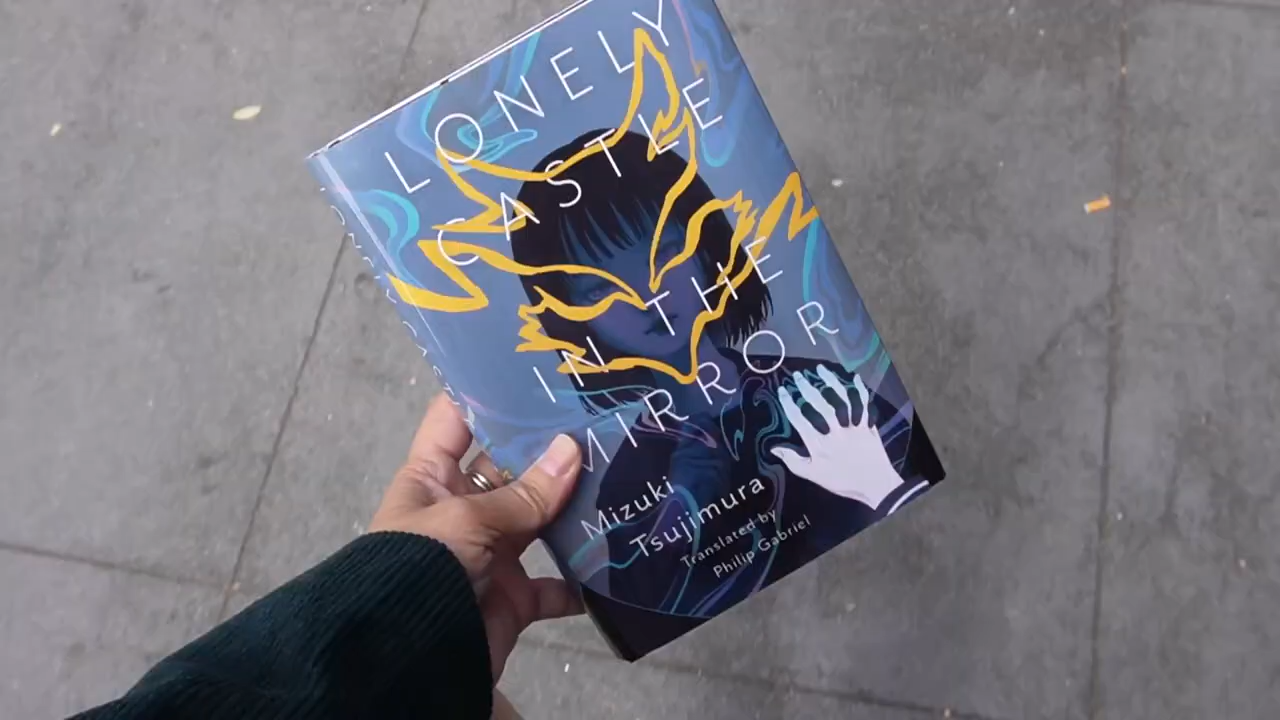 LONELY
CASTLE
IN THE
MIRROR
Mizuki
Tsujimura
Translated by
Philip Gabriel